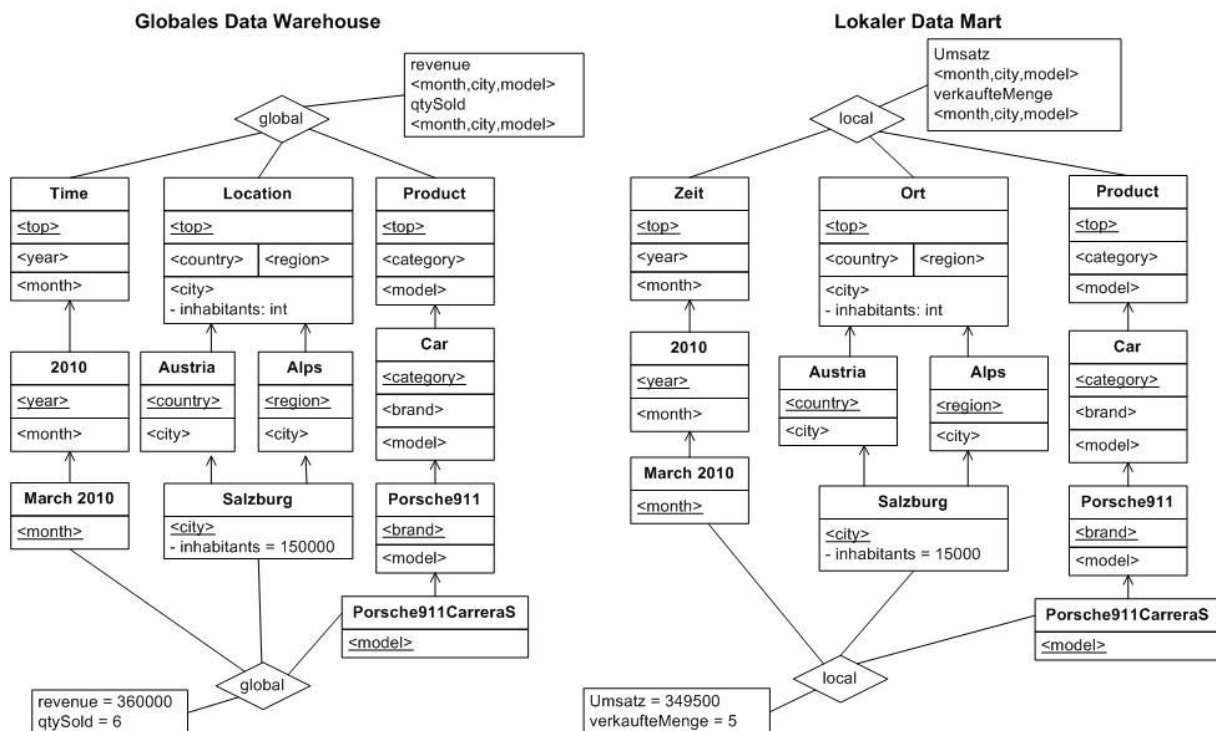 Globales Data Warehouse
revenue
<month,city,model>
qtySold
<month,city,model>
global
Time
<top>
<year>
<month>
Location
<top>
<country>
<region>
<city>
- inhabitants: int
Product
<top>
<category>
<model>
2010
<year>
<month>
Austria
<country>
<city>
Alps
<region>
<city>
Car
<category>
<brand>
<model>
March 2010
<month>
Salzburg
<city>
- inhabitants = 150000
Porsche911
<brand>
<model>
Porsche911CarreraS
<model>
global
revenue = 360000
qtySold = 6
Lokaler Data Mart
Umsatz
<month,city,model>
verkaufteMenge
<month,city,model>
local
Zeit
<top>
<year>
<month>
Ort
<top>
<country>
<region>
<city>
- inhabitants: int
Product
<top>
<category>
<model>
2010
<year>
<month>
Austria
<country>
<city>
Alps
<region>
<city>
Car
<category>
<brand>
<model>
March 2010
<month>
Salzburg
<city>
- inhabitants = 15000
Porsche911
<brand>
<model>
Porsche911CarreraS
<model>
local
Umsatz = 349500
verkaufteMenge = 5